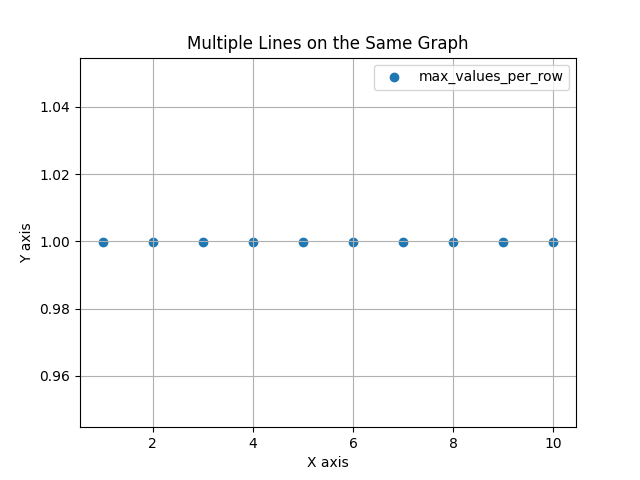 Multiple Lines on the Same Graph
max_values_per_row
1.04
1.02
1.00
0.98
0.96
Y axis
2 4 6 8 10
X axis